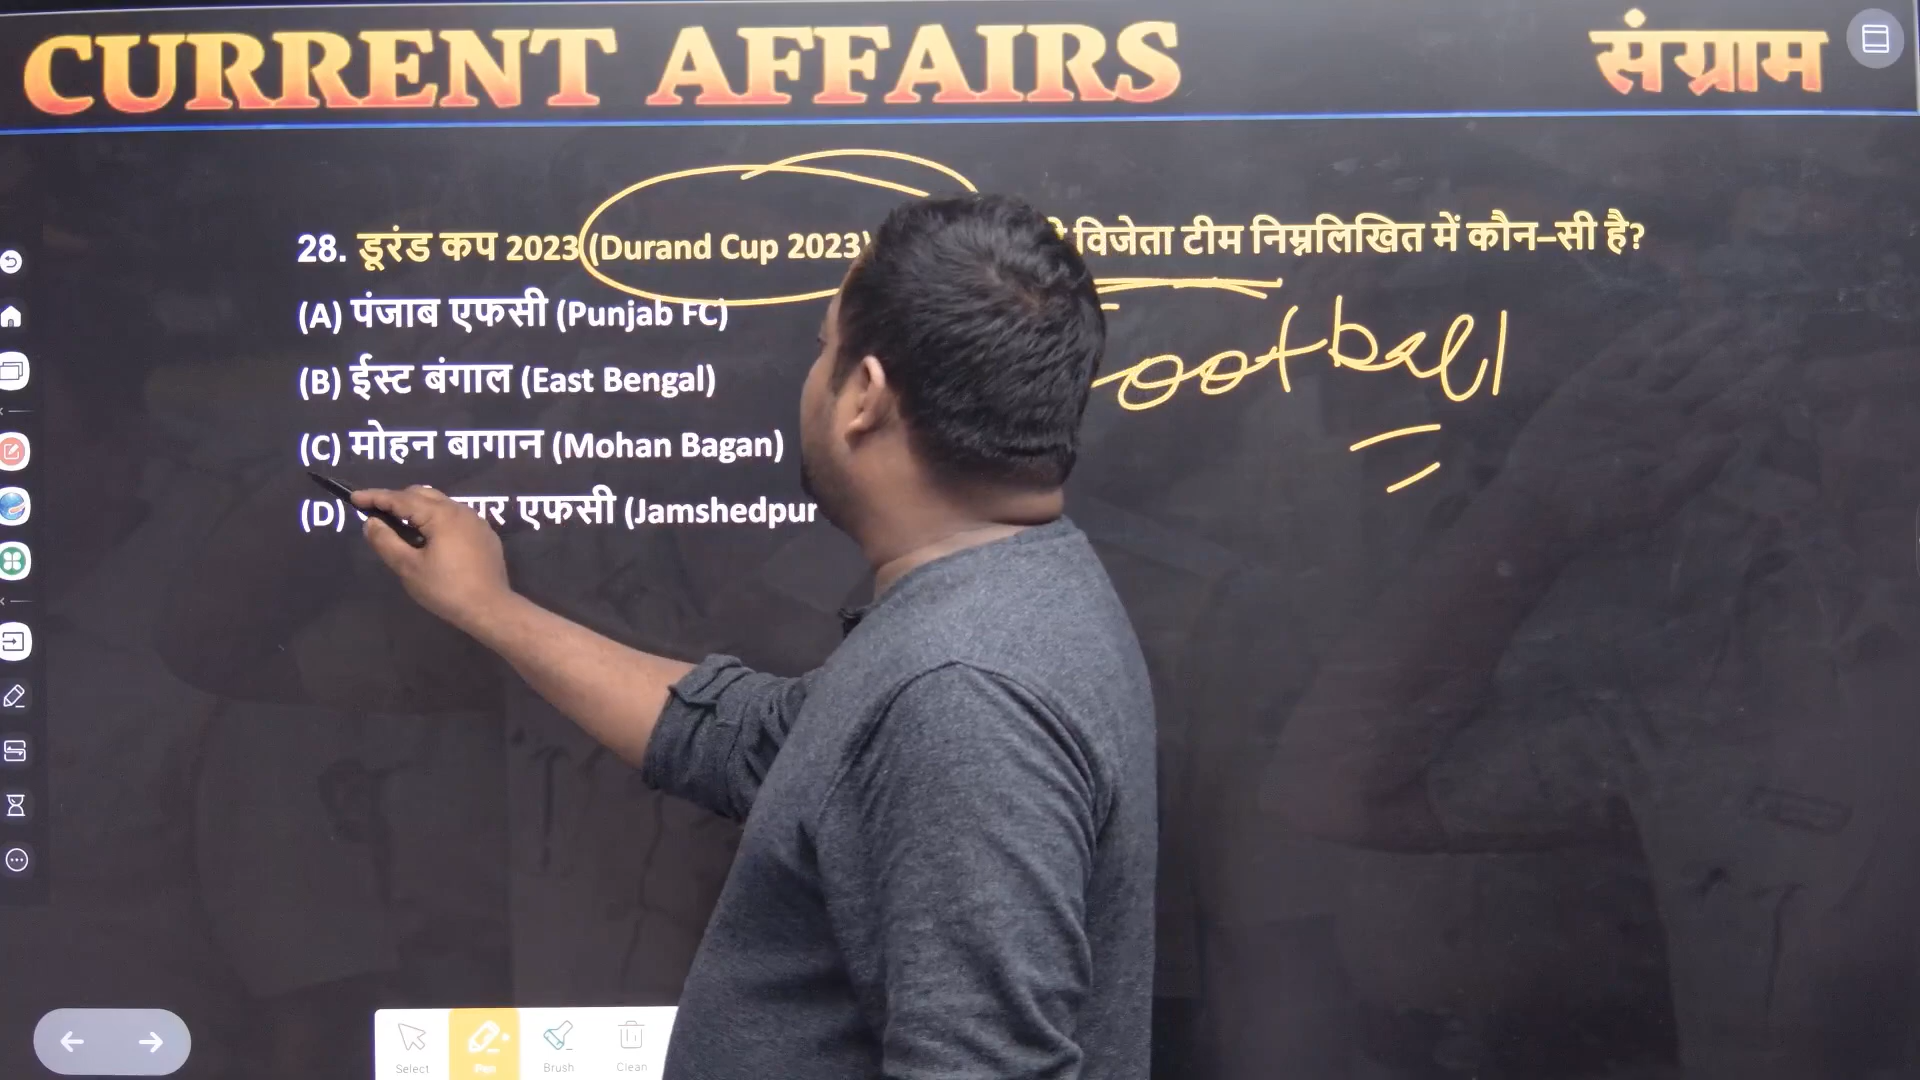 CURRENT AFFAIRS संग्राम
28. डूरंड कप 2023 (Durand Cup 2023) विजेता टीम निम्नलिखित में कौन–सी है?
(A) पंजाब एफसी (Punjab FC)
ootball
(B) ईस्ट बंगाल (East Bengal)
(C) मोहन बागान (Mohan Bagan)
(D) एफसी (Jamshedpur
Select Pen Brush Clean